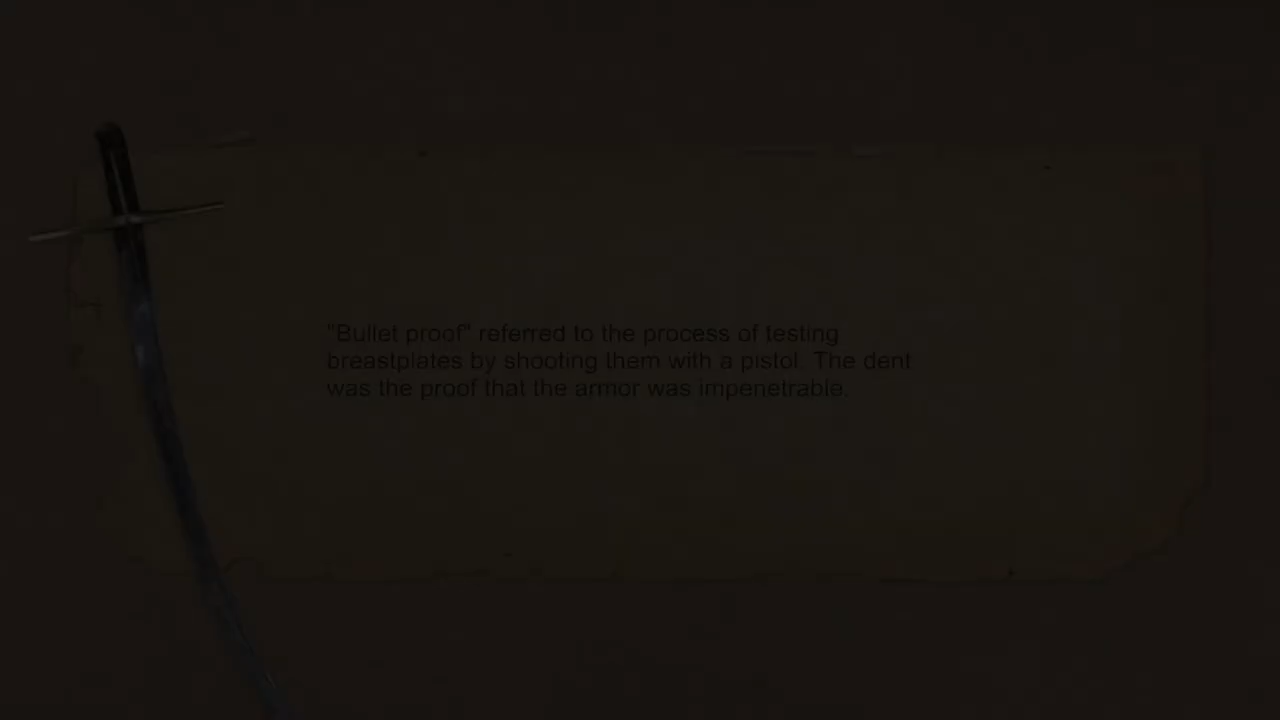 "Bullet proof" referred to the process of testing
breastplates by shooting them with a pistol. The dent
was the proof that the armor was impenetrable.